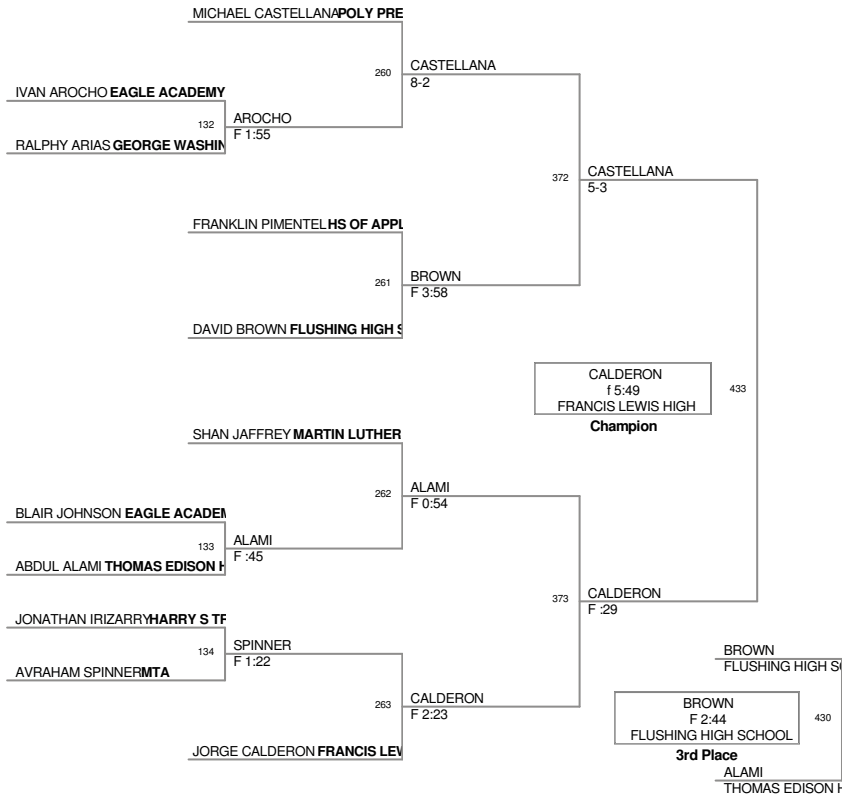 MICHAEL CASTELLANA POLY PRE
260
CASTELLANA
8-2
IVAN AROCHO EAGLE ACADEMY
132
AROCHO
F 1:55
RALPHY ARIAS GEORGE WASHIN
372
CASTELLANA
5-3
FRANKLIN PIMENTEL HS OF APPL
261
BROWN
F 3:58
DAVID BROWN FLUSHING HIGH S
CALDERON
f 5:49
FRANCIS LEWIS HIGH
433
Champion
SHAN JAFFREY MARTIN LUTHER
262
ALAMI
F 0:54
BLAIR JOHNSON EAGLE ACADEM
133
ALAMI
F :45
ABDUL ALAMI THOMAS EDISON H
373
CALDERON
F :29
JONATHAN IRIZARRY HARRY S TR
134
SPINNER
F 1:22
AVRAHAM SPINNER MTA
263
CALDERON
F 2:23
JORGE CALDERON FRANCIS LEW
BROWN
FLUSHING HIGH SC
BROWN
F 2:44
FLUSHING HIGH SCHOOL
430
3rd Place
ALAMI
THOMAS EDISON H